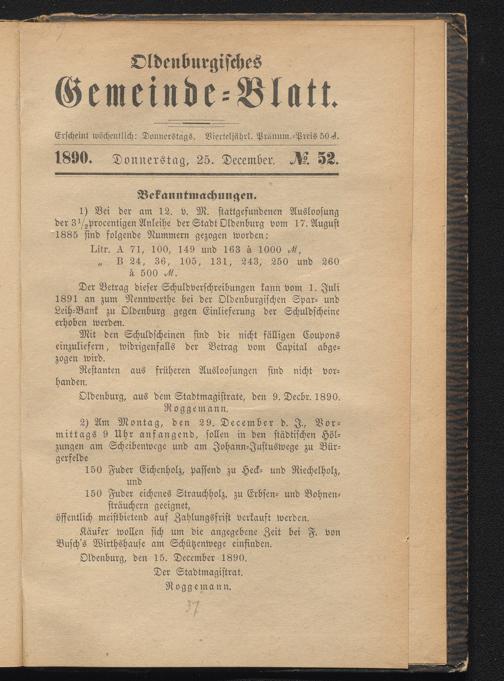 Oldenburgisches
Gemeinde=Blatt.
Erscheint wöchentlich: Donnerstags. Vierteljährl. Pränum.=Preis 50 ₰.
1890. Donnerstag, 25. December. № 52.
Bekanntmachungen.
1) Bei der am 12. v. M. stattgefundenen Ausloosung
der 3½procentigen Anleihe der Stadt Oldenburg vom 17. August
1885 sind folgende Nummern gezogen worden:
Litr. A 71, 100, 149 und 163 à 1000 ℳ,
„ B 24, 36, 105, 131, 243, 250 und 260
à 500 ℳ.
Der Betrag dieser Schuldverschreibungen kann vom 1. Juli
1891 an zum Nennwerthe bei der Oldenburgischen Spar= und
Leih=Bank zu Oldenburg gegen Einlieferung der Schuldscheine
erhoben werden.
Mit den Schuldscheinen sind die nicht fälligen Coupons
einzuliefern, widrigenfalls der Betrag vom Capital abge=
zogen wird.
Restanten aus früheren Ausloosungen sind nicht vor=
handen.
Oldenburg, aus dem Stadtmagistrate, den 9. Decbr. 1890.
Roggemann.
2) Am Montag, den 29. December d. J., Vor=
mittags 9 Uhr anfangend, sollen in den städtischen Höl=
zungen am Scheibenwege und am Johann=Justuswege zu Bür=
gerfelde
150 Fuder Eichenholz, passend zu Heck= und Riechelholz,
und
150 Fuder eichenes Strauchholz, zu Erbsen= und Bohnen=
sträuchern geeignet,
öffentlich meistbietend auf Zahlungsfrist verkauft werden.
Käufer wollen sich um die angegebene Zeit bei F. von
Busch's Wirthshause am Schützenwege einfinden.
Oldenburg, den 15. December 1890.
Der Stadtmagistrat.
Roggemann.
37